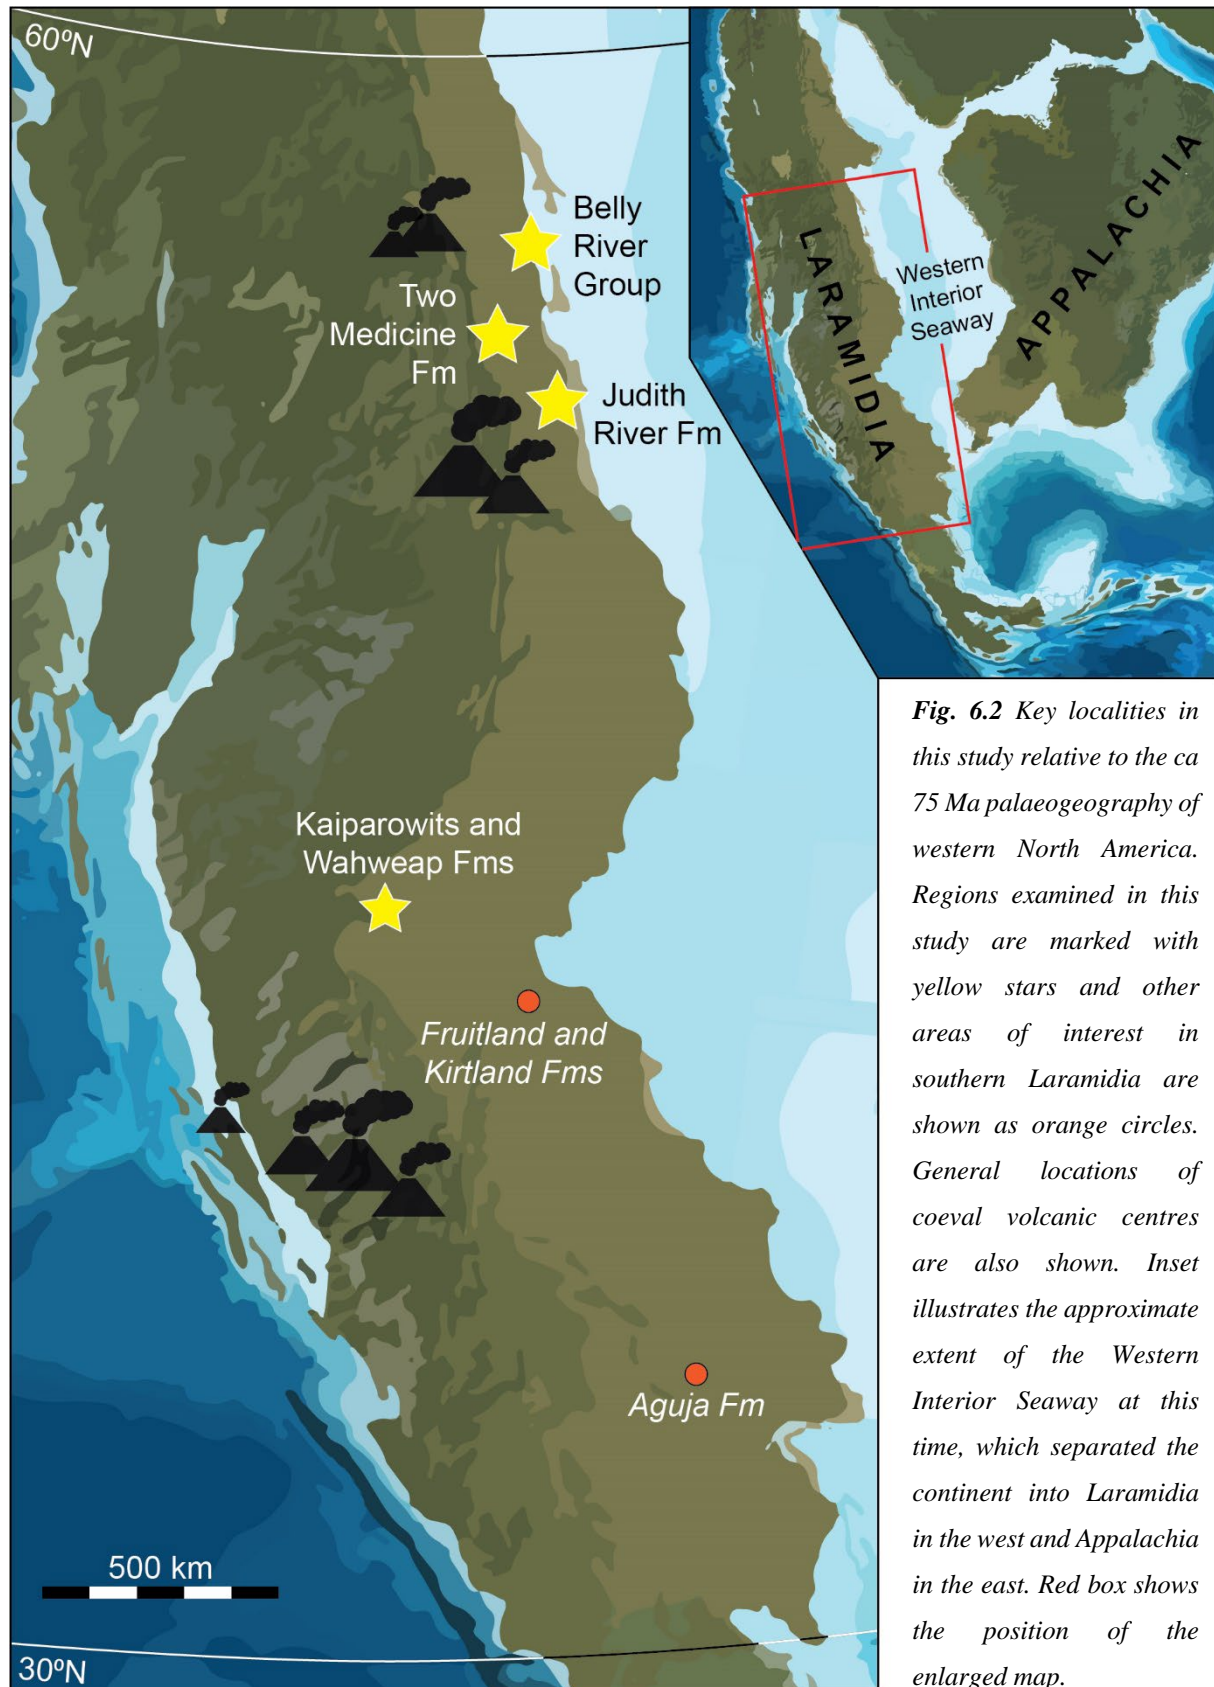 60ºN
Belly
River
Group
Two
Medicine
Fm
Judith
River Fm
Kaiparowits and
Wahweap Fms
Fruitland and
Kirtland Fms
Aguja Fm
500 km
30ºN
LARAMIDIA
Western
Interior
Seaway
APPALACHIA
Fig. 6.2 Key localities in
this study relative to the ca
75 Ma palaeogeography of
western North America.
Regions examined in this
study are marked with
yellow stars and other
areas of interest in
southern Laramidia are
shown as orange circles.
General locations of
coeval volcanic centres
are also shown. Inset
illustrates the approximate
extent of the Western
Interior Seaway at this
time, which separated the
continent into Laramidia
in the west and Appalachia
in the east. Red box shows
the position of the
enlarged map.